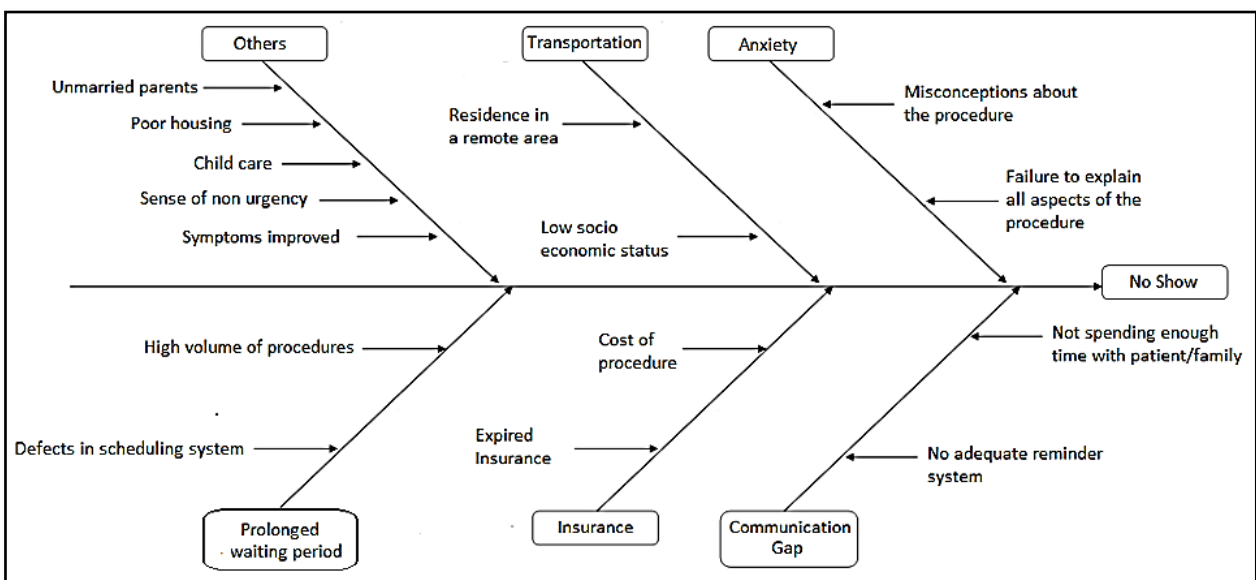 Others
Transportation
Anxiety
Unmarried parents
Poor housing
Child care
Sense of non urgency
Symptoms improved
Residence in
a remote area
Low socio
economic status
Misconceptions about
the procedure
Failure to explain
all aspects of the
procedure
No Show
High volume of procedures
Defects in scheduling system
Cost of
procedure
Expired
Insurance
Not spending enough
time with patient/family
No adequate reminder
system
Prolonged
waiting period
Insurance
Communication
Gap